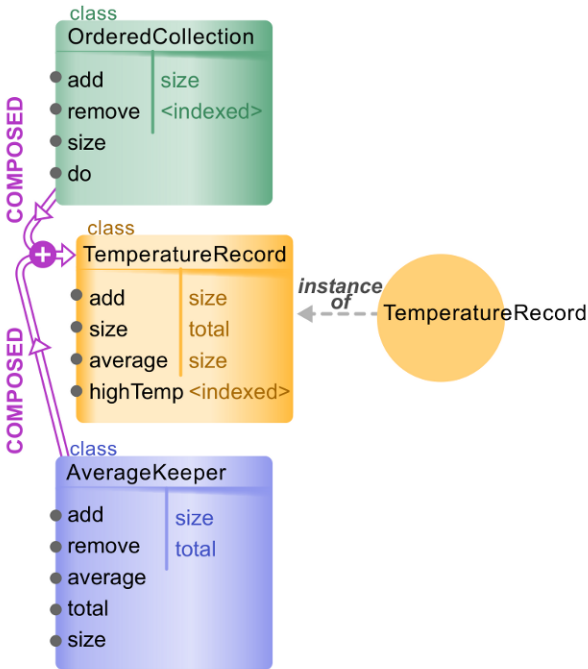 class
OrderedCollection
add size
remove <indexed>
size
do
COMPOSED
class
TemperatureRecord
add size
size total
average size
highTemp <indexed>
instance
of
TemperatureRecord
COMPOSED
class
AverageKeeper
add size
remove total
average
total
size